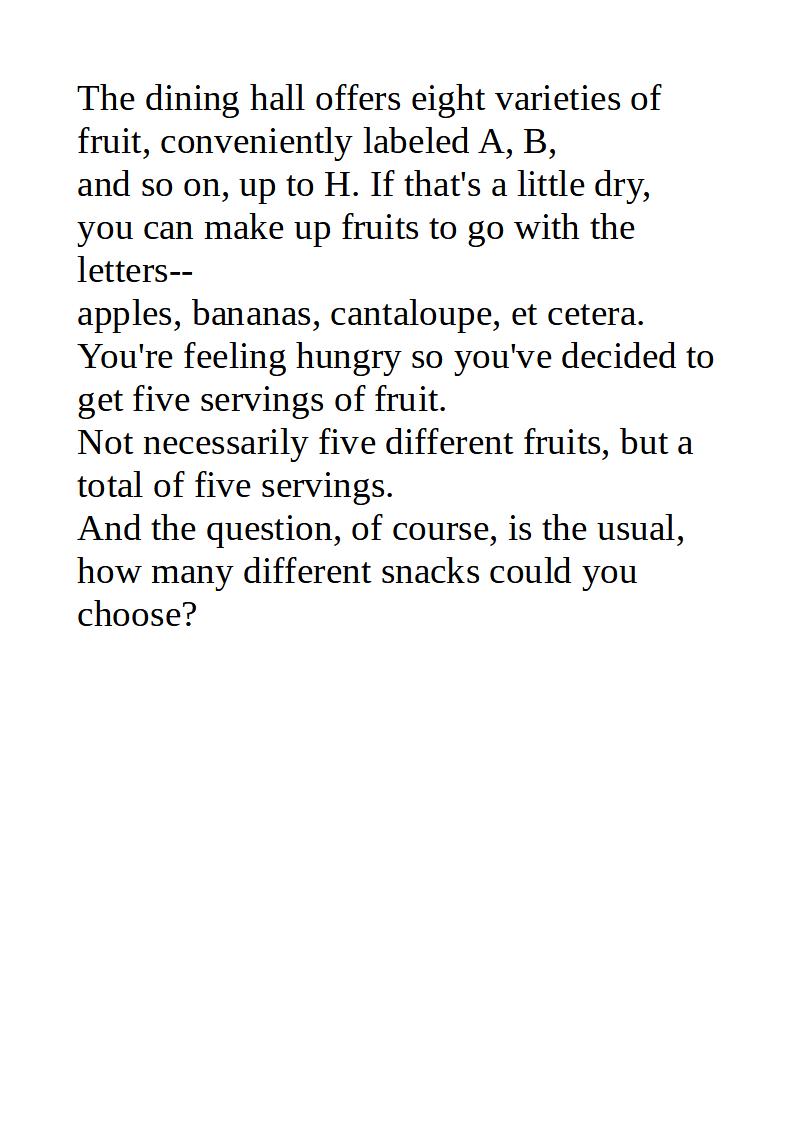 The dining hall offers eight varieties of
fruit, conveniently labeled A, B,
and so on, up to H. If that's a little dry,
you can make up fruits to go with the
letters--
apples, bananas, cantaloupe, et cetera.
You're feeling hungry so you've decided to
get five servings of fruit.
Not necessarily five different fruits, but a
total of five servings.
And the question, of course, is the usual,
how many different snacks could you
choose?